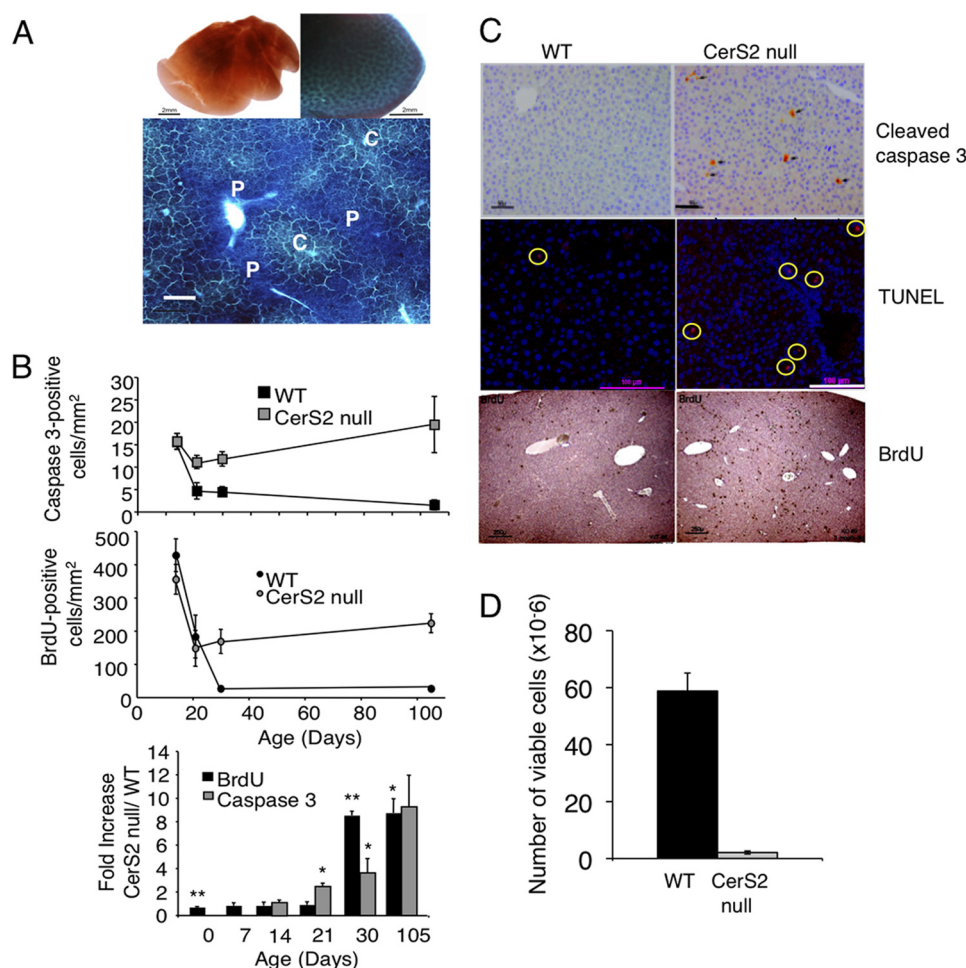 A
2mm
2mm
C
P
P
C
P
B
Caspase 3-positive
cells/mm²
30
25
20
15
10
5
0
WT
CerS2 null
BrdU-positive
cells/mm²
500
400
300
200
100
0
WT
CerS2 null
0 20 40 60 80 100
Age (Days)
Fold Increase
CerS2 null/ WT
14
12
10
8
6
4
2
0
BrdU
Caspase 3
**
*
**
*
*
0 7 14 21 30 105
Age (Days)
C
WT CerS2 null
Cleaved
caspase 3
TUNEL
100 µm
100 µm
BrdU
BrdU
BrdU
D
Number of viable cells (x10-⁶)
80
60
40
20
0
WT CerS2
null